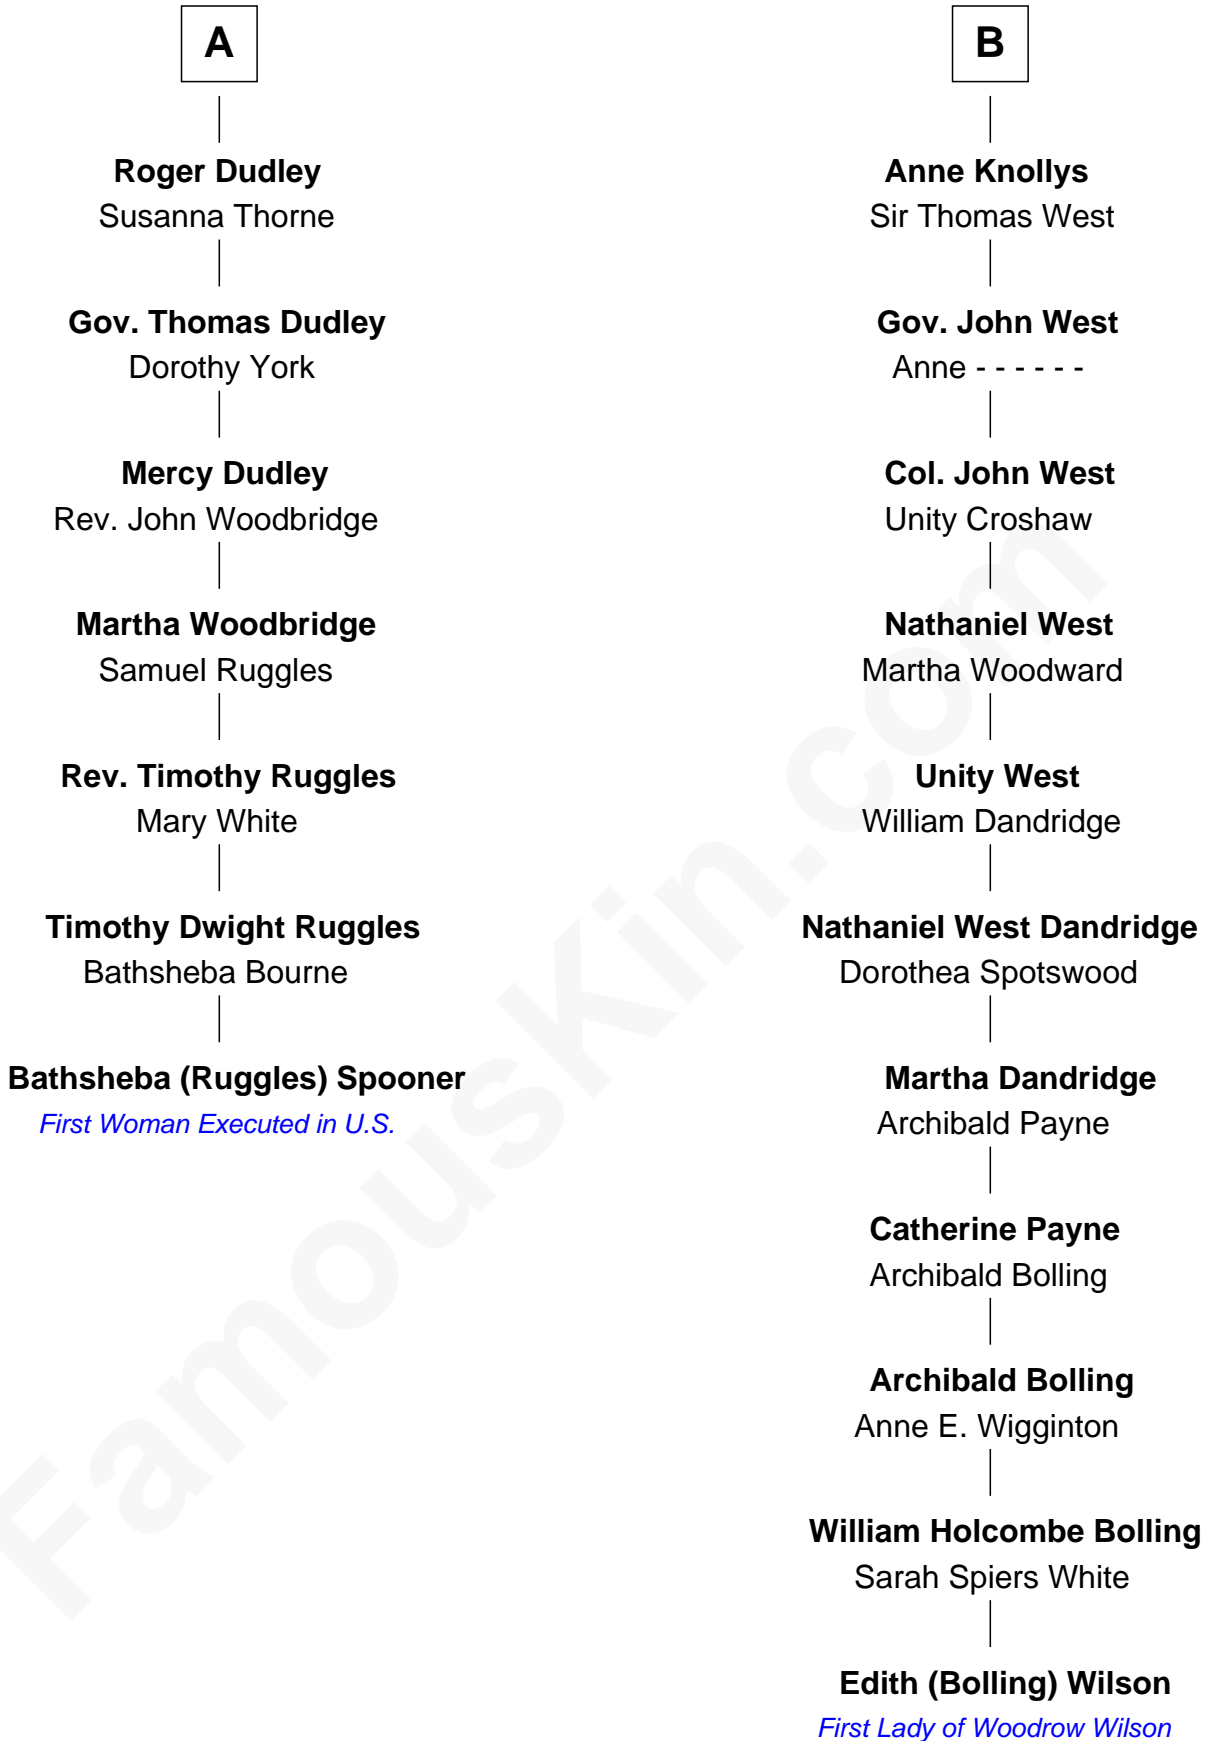 A
Roger Dudley
Susanna Thorne
Gov. Thomas Dudley
Dorothy York
Mercy Dudley
Rev. John Woodbridge
Martha Woodbridge
Samuel Ruggles
Rev. Timothy Ruggles
Mary White
Timothy Dwight Ruggles
Bathsheba Bourne
Bathsheba (Ruggles) Spooner
First Woman Executed in U.S.
B
Anne Knollys
Sir Thomas West
Gov. John West
Anne - - - - - -
Col. John West
Unity Croshaw
Nathaniel West
Martha Woodward
Unity West
William Dandridge
Nathaniel West Dandridge
Dorothea Spotswood
Martha Dandridge
Archibald Payne
Catherine Payne
Archibald Bolling
Archibald Bolling
Anne E. Wigginton
William Holcombe Bolling
Sarah Spiers White
Edith (Bolling) Wilson
First Lady of Woodrow Wilson
FamousKin.com